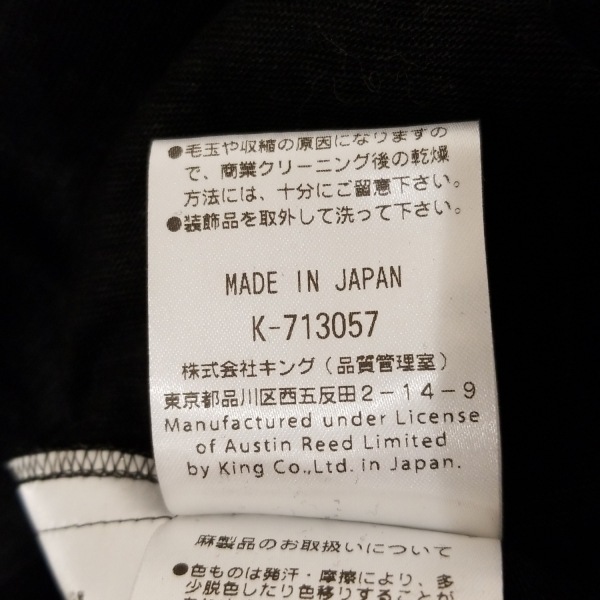 ●毛玉や収縮の原因になりますの
で、商業クリーニング後の乾燥
方法には、十分にご留意下さい。
●装飾品を取外して洗って下さい。
MADE IN JAPAN
K-713057
株式会社キング（品質管理室）
東京都品川区西五反田2－14－9
Manufactured under License
of Austin Reed Limited
by King Co.,Ltd. in Japan.
麻製品のお取扱いについて
●色ものは発汗・摩擦により、多
少脱色したり色移りすることが